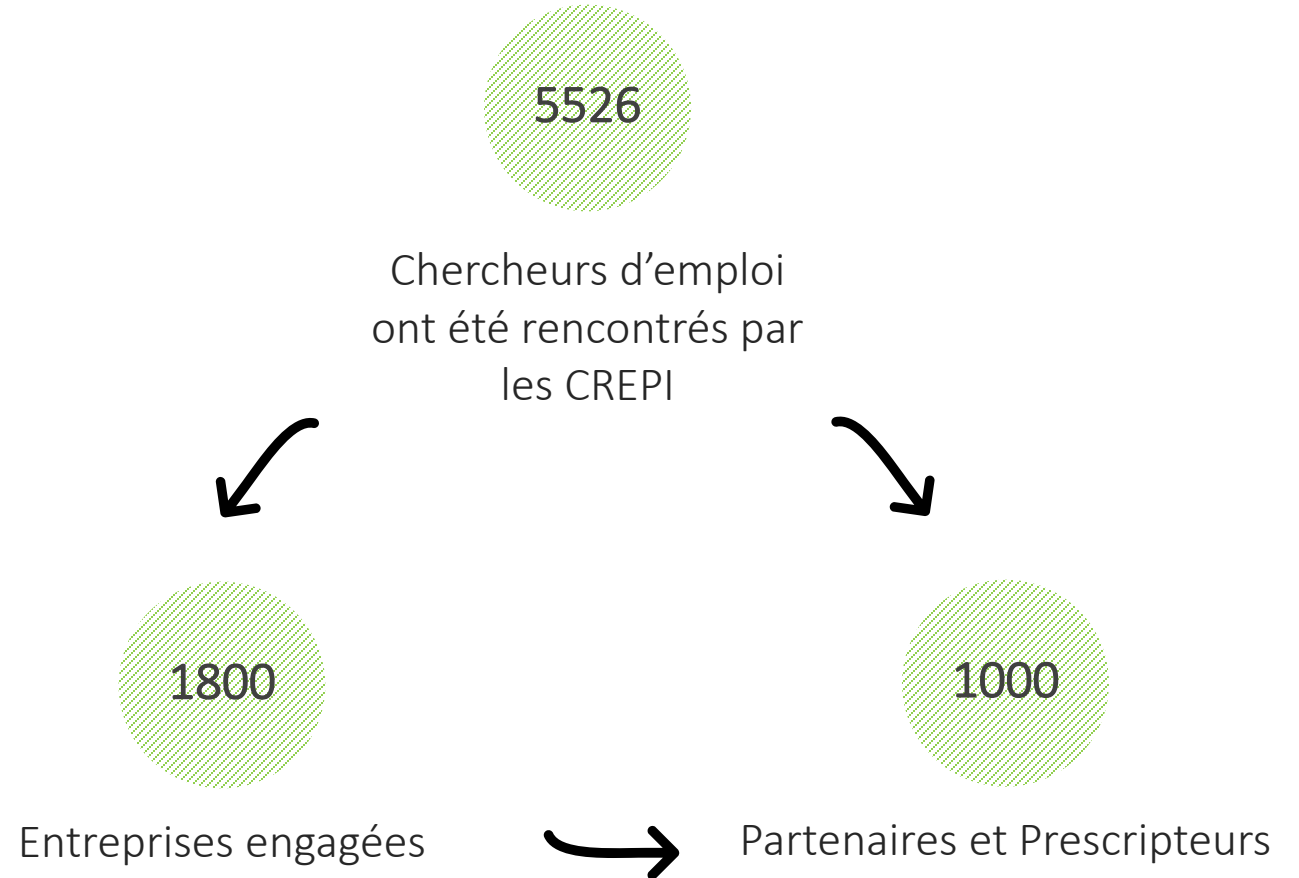 5526
Chercheurs d’emploi
ont été rencontrés par
les CREPI
1800
1000
Entreprises engagées
Partenaires et Prescripteurs